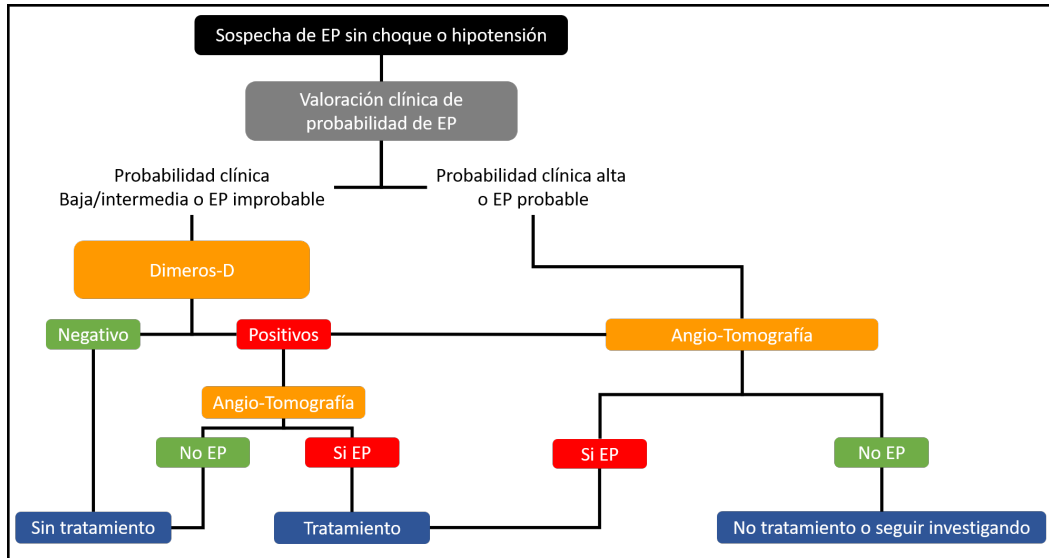 Sospecha de EP sin choque o hipotensión
Valoración clínica de
probabilidad de EP
Probabilidad clínica
Baja/intermedia o EP improbable
Probabilidad clínica alta
o EP probable
Dimeros-D
Negativo
Positivos
Angio-Tomografía
Angio-Tomografía
No EP
Si EP
Si EP
No EP
Sin tratamiento
Tratamiento
No tratamiento o seguir investigando